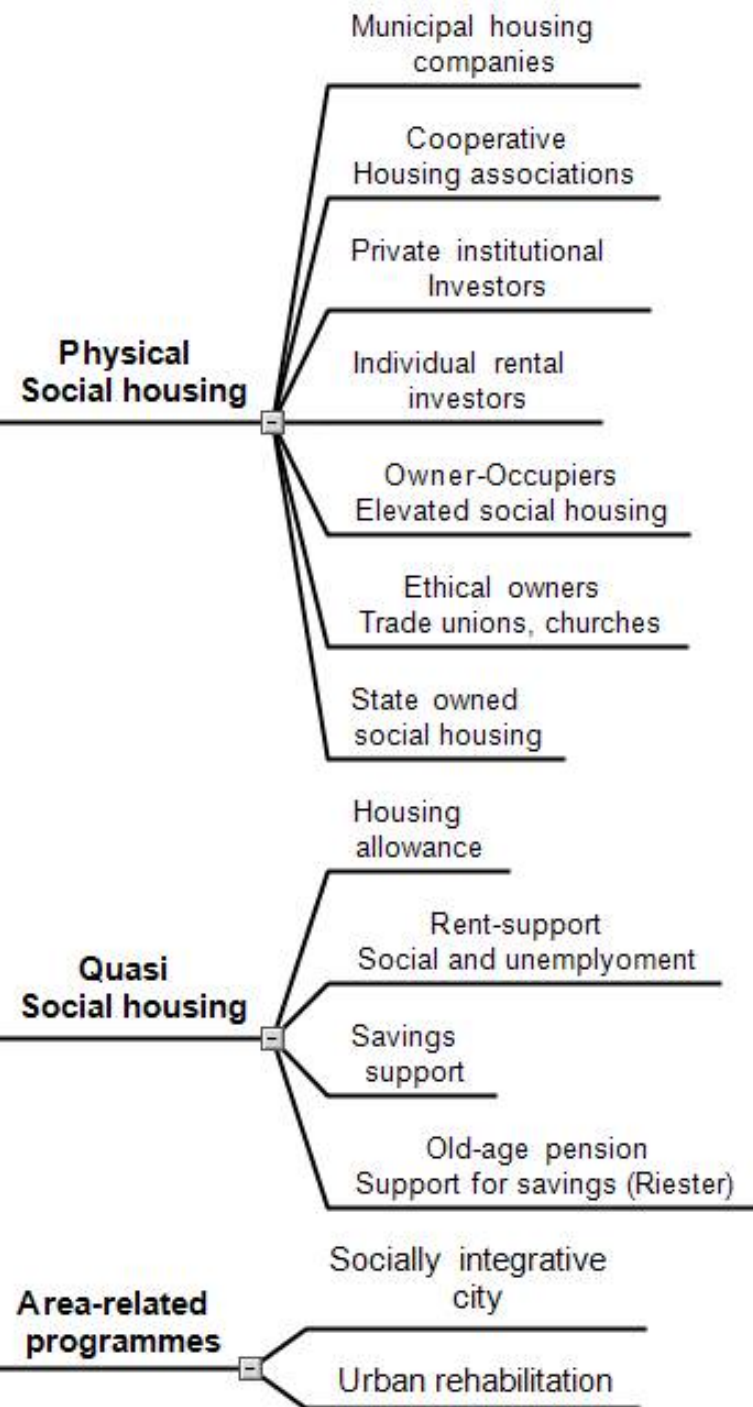 Municipal housing
companies
Cooperative
Housing associations
Private institutional
Investors
Physical
Social housing
Individual rental
investors
Owner-Occupiers
Elevated social housing
Ethical owners
Trade unions, churches
State owned
social housing
Housing
allowance
Rent-support
Social and unemplyoment
Quasi
Social housing
Savings
support
Old-age pension
Support for savings (Riester)
Socially integrative
city
Area-related
programmes
Urban rehabilitation